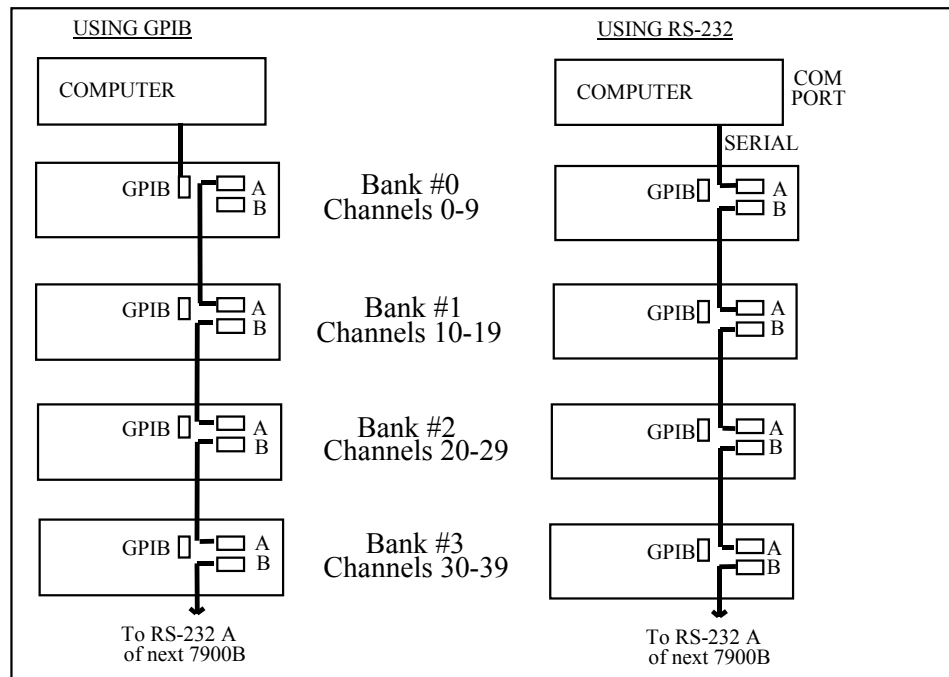 USING GPIB
COMPUTER
GPIB
A
B
GPIB
A
B
GPIB
A
B
GPIB
A
B
To RS-232 A
of next 7900B
Bank #0
Channels 0-9
Bank #1
Channels 10-19
Bank #2
Channels 20-29
Bank #3
Channels 30-39
USING RS-232
COMPUTER
COM
PORT
SERIAL
GPIB
A
B
GPIB
A
B
GPIB
A
B
GPIB
A
B
To RS-232 A
of next 7900B